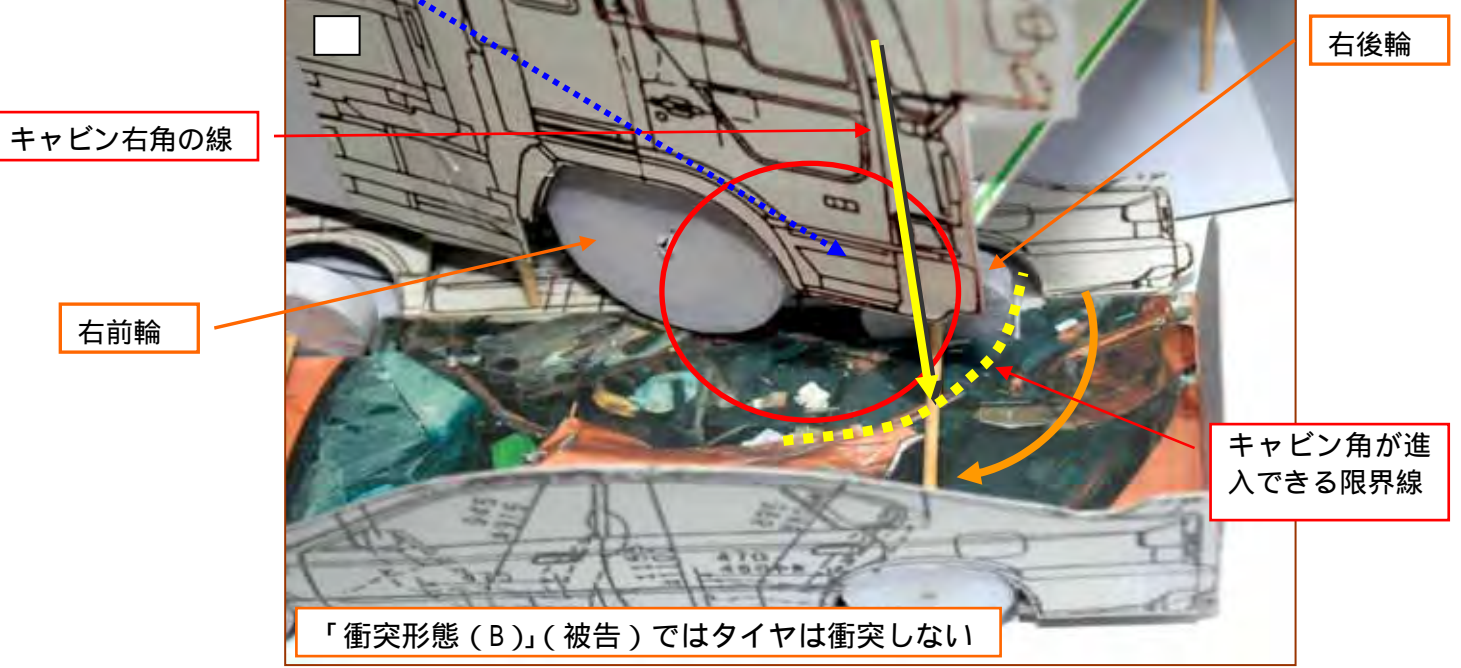 右後輪
キャビン右角の線
右前輪
キャビン角が進
入できる限界線
470
「衝突形態(B)」(被告)ではタイヤは衝突しない